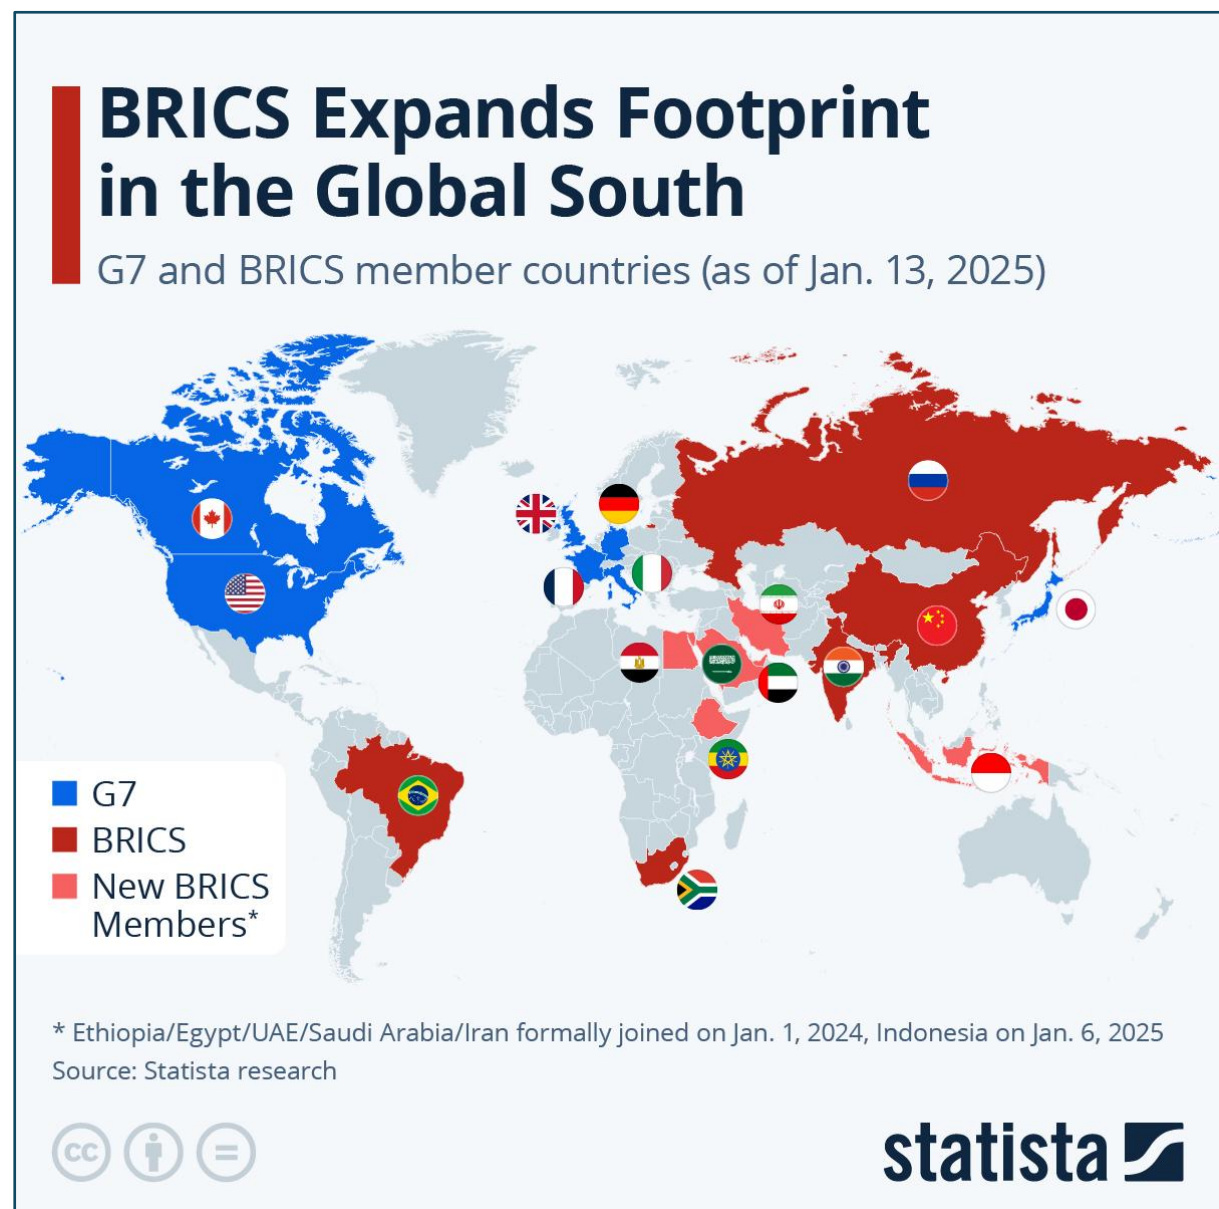 BRICS Expands Footprint
in the Global South
G7 and BRICS member countries (as of Jan. 13, 2025)
G7
BRICS
New BRICS
Members*
* Ethiopia/Egypt/UAE/Saudi Arabia/Iran formally joined on Jan. 1, 2024, Indonesia on Jan. 6, 2025
Source: Statista research
cc
statista